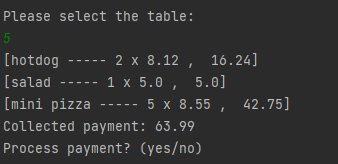 Please select the table:
5
[hotdog ----- 2 x 8.12 ,  16.24]
[salad ----- 1 x 5.0 ,  5.0]
[mini pizza ----- 5 x 8.55 ,  42.75]
Collected payment: 63.99
Process payment? (yes/no)